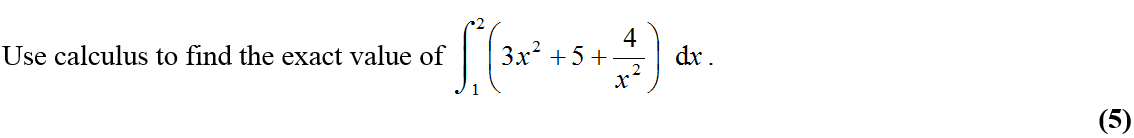 Use calculus to find the exact value of ∫₁² (3x² + 5 + 4/x²) dx .
(5)